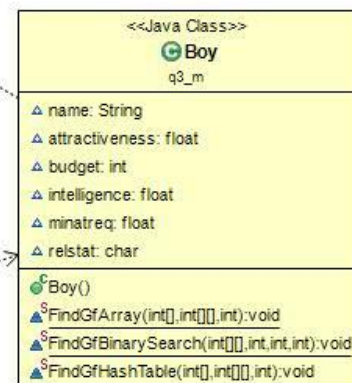 <<Java Class>>
Boy
q3_m
name: String
attractiveness: float
budget: int
intelligence: float
minatreq: float
relstat: char
Boy()
FindGfArray(int[],int[][],int):void
FindGfBinarySearch(int[][],int,int,int):void
FindGfHashTable(int[],int[][],int):void